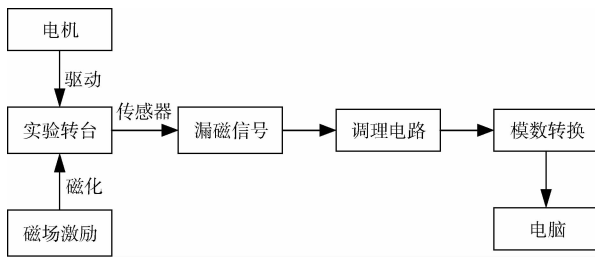 电机
驱动
实验转台
传感器
漏磁信号
调理电路
模数转换
磁化
磁场激励
电脑